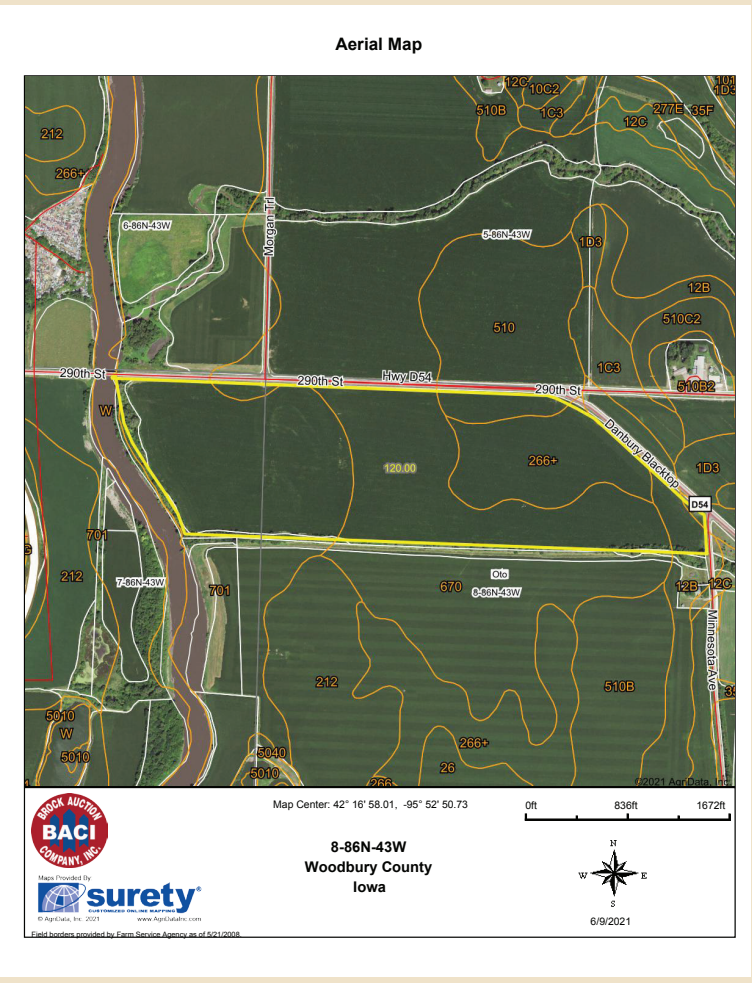 Aerial Map
12C
10C2
101
1D3
510B
1C3
12C
277E
35F
212
266+
6-86N-43W
Morgan Trl
5-86N-43W
1D3
12B
510C2
510
1C3
510B2
290th St
290th St
Hwy D54
290th St
W
Danbury Blacktop
120.00
266+
1D3
D54
701
212
7-86N-43W
701
Oto
670
8-86N-43W
12B
12C
Minnesota Ave
212
510B
5010
W
5010
266+
26
5040
5010
266
©2021 AgriData, Inc.
BROCK AUCTION
BACI
COMPANY, INC.
Maps Provided By
surety®
CUSTOMIZED ONLINE MAPPING
© AgriData, Inc. 2021 www.AgriDataInc.com
Field borders provided by Farm Service Agency as of 5/21/2008.
Map Center: 42° 16' 58.01, -95° 52' 50.73
8-86N-43W
Woodbury County
Iowa
0ft 836ft 1672ft
N
W E
S
6/9/2021